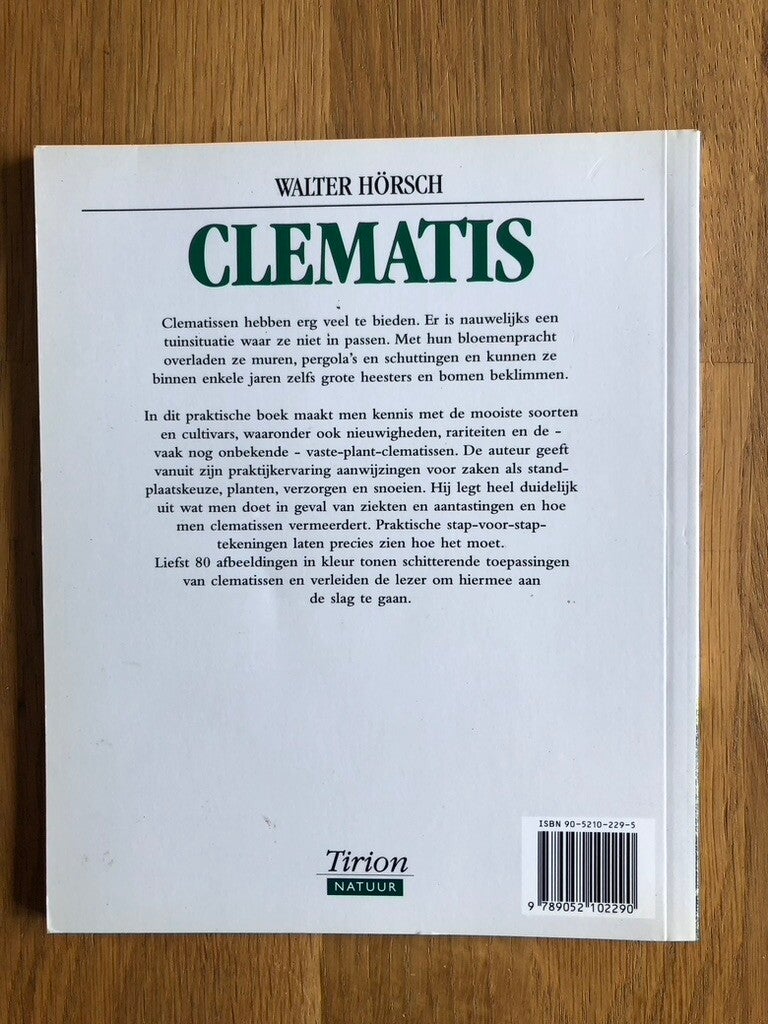 WALTER HÖRSCH
CLEMATIS
Clematissen hebben erg veel te bieden. Er is nauwelijks een
tuinsituatie waar ze niet in passen. Met hun bloemenpracht
overladen ze muren, pergola's en schuttingen en kunnen ze
binnen enkele jaren zelfs grote heesters en bomen beklimmen.
In dit praktische boek maakt men kennis met de mooiste soorten
en cultivars, waaronder ook nieuwigheden, rariteiten en de -
vaak nog onbekende - vaste-plant-clematissen. De auteur geeft
vanuit zijn praktijkervaring aanwijzingen voor zaken als stand-
plaatskeuze, planten, verzorgen en snoeien. Hij legt heel duidelijk
uit wat men doet in geval van ziekten en aantastingen en hoe
men clematissen vermeerdert. Praktische stap-voor-stap-
tekeningen laten precies zien hoe het moet.
Liefst 80 afbeeldingen in kleur tonen schitterende toepassingen
van clematissen en verleiden de lezer om hiermee aan
de slag te gaan.
ISBN 90-5210-229-5
9 789052 102290
Tirion
NATUUR